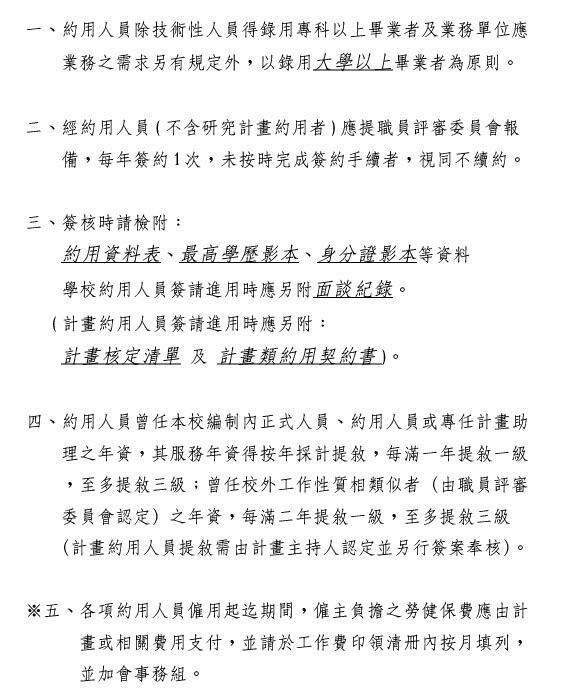 一、約用人員除技術性人員得錄用專科以上畢業者及業務單位應
業務之需求另有規定外，以錄用大學以上畢業者為原則。
二、經約用人員(不含研究計畫約用者)應提職員評審委員會報
備，每年簽約1次，未按時完成簽約手續者，視同不續約。
三、簽核時請檢附：
約用資料表、最高學歷影本、身分證影本等資料
學校約用人員簽請進用時應另附面談紀錄。
(計畫約用人員簽請進用時應另附：
計畫核定清單 及 計畫類約用契約書)。
四、約用人員曾任本校編制內正式人員、約用人員或專任計畫助
理之年資，其服務年資得按年採計提敘，每滿一年提敘一級
，至多提敘三級；曾任校外工作性質相類似者（由職員評審
委員會認定）之年資，每滿二年提敘一級，至多提敘三級
(計畫約用人員提敘需由計畫主持人認定並另行簽案奉核)。
※五、各項約用人員僱用起迄期間，僱主負擔之勞健保費應由計
畫或相關費用支付，並請於工作費印領清冊內按月填列，
並加會事務組。